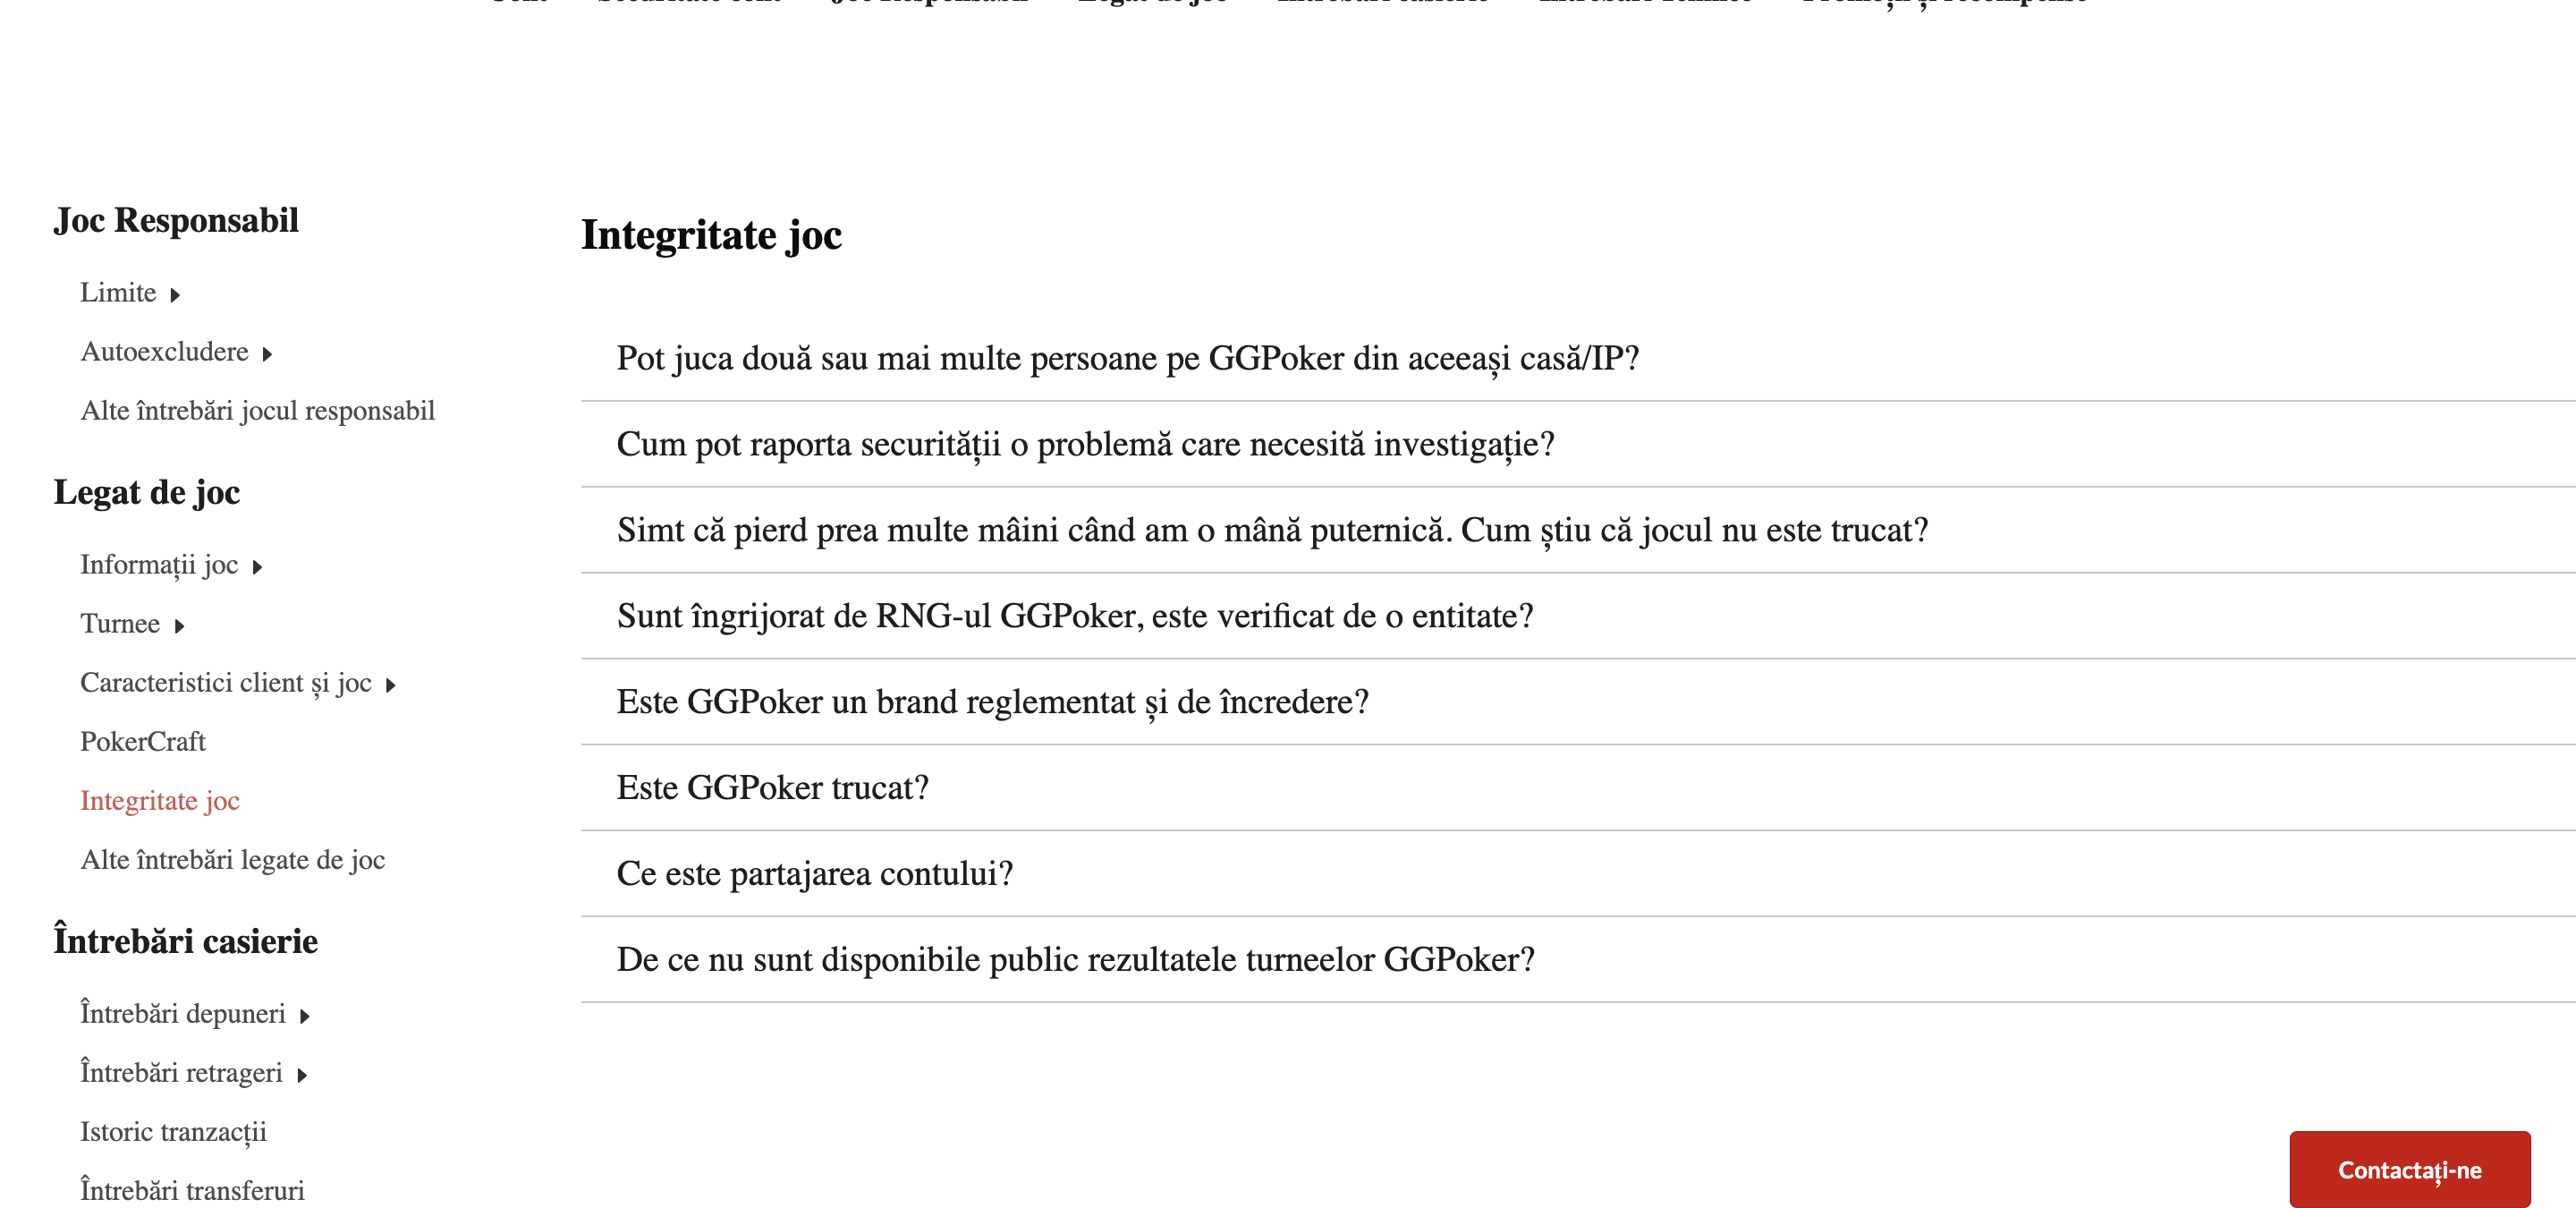 Joc Responsabil
Limite
Autoexcludere
Alte întrebări jocul responsabil
Legat de joc
Informații joc
Turnee
Caracteristici client și joc
PokerCraft
Integritate joc
Alte întrebări legate de joc
Întrebări casierie
Întrebări depuneri
Întrebări retrageri
Istoric tranzacții
Întrebări transferuri
Integritate joc
Pot juca două sau mai multe persoane pe GGPoker din aceeași casă/IP?
Cum pot raporta securității o problemă care necesită investigație?
Simt că pierd prea multe mâini când am o mână puternică. Cum știu că jocul nu este trucat?
Sunt îngrijorat de RNG-ul GGPoker, este verificat de o entitate?
Este GGPoker un brand reglementat și de încredere?
Este GGPoker trucat?
Ce este partajarea contului?
De ce nu sunt disponibile public rezultatele turneelor GGPoker?
Contactați-ne